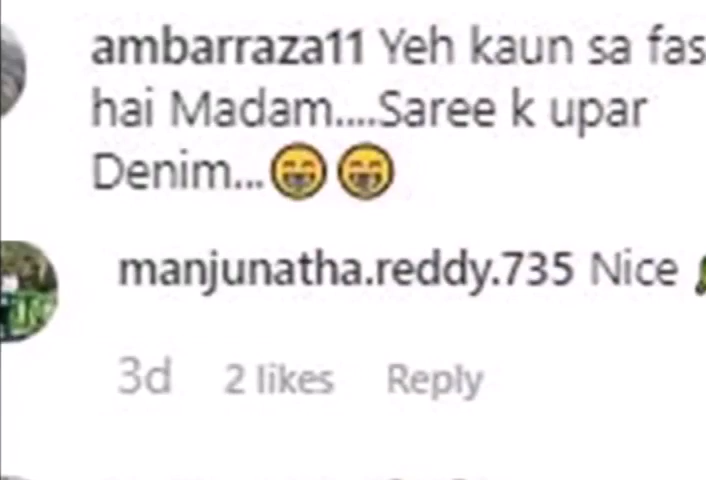 ambarraza11 Yeh kaun sa fas
hai Madam....Saree k upar
Denim...😁😁
manjunatha.reddy.735 Nice
3d 2 likes Reply